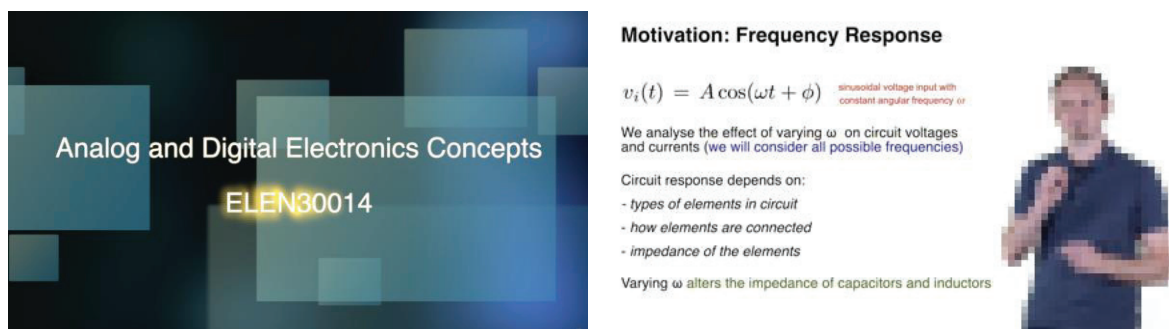 Analog and Digital Electronics Concepts
ELEN30014
Motivation: Frequency Response
v_i(t) = A cos(ωt + ϕ)
sinusoidal voltage input with
constant angular frequency ω
We analyse the effect of varying ω on circuit voltages
and currents (we will consider all possible frequencies)
Circuit response depends on:
- types of elements in circuit
- how elements are connected
- impedance of the elements
Varying ω alters the impedance of capacitors and inductors